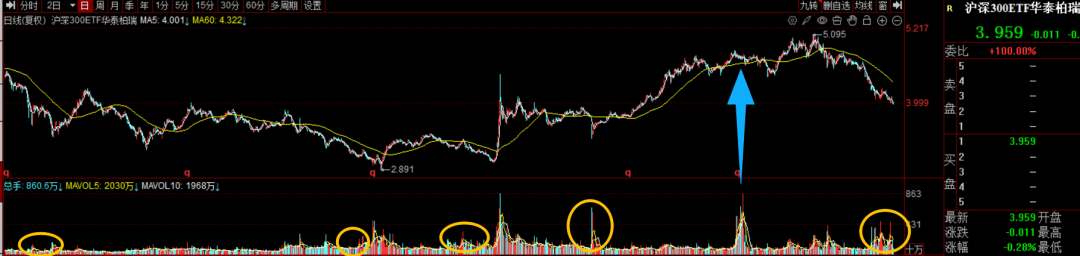 分时 2日 日 周 月 季 年 1分 5分 15分 30分 60分 多周期 设置
九转 删自选 均线 窗
日线(复权) 沪深300ETF华泰柏瑞 MA5: 4.001↓ MA60: 4.322↓
5.217
5.095
3.999
2.891
q q q q q
总手: 860.6万↓ MAVOL5: 2030万↓ MAVOL10: 1968万↓
863
431
十万
R 沪深300ETF华泰柏瑞
3.959 -0.011 -0
委比 +100.00%
5 —
卖 4 —
3 —
盘 2 —
1 —
1 3.959
买 2 —
3 —
盘 4 —
5 —
最新 3.959 开盘
涨跌 -0.011 最高
涨幅 -0.28% 最低